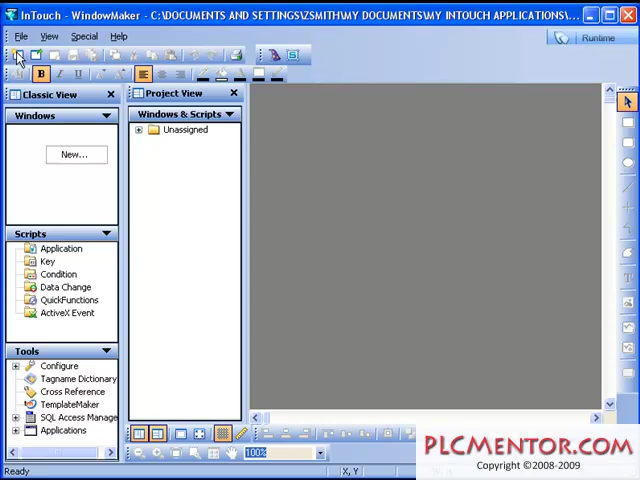 InTouch - WindowMaker - C:\DOCUMENTS AND SETTINGS\ZSMITH\MY DOCUMENTS\MY INTOUCH APPLICATIONS\...
File View Special Help
Runtime
B I U
Classic View
Project View
Windows
Windows & Scripts
Unassigned
New...
Scripts
Application
Key
Condition
Data Change
QuickFunctions
ActiveX Event
Tools
Configure
Tagname Dictionary
Cross Reference
TemplateMaker
SQL Access Manage
Applications
100%
Ready
X, Y
PLCMENTOR.COM
Copyright ©2008-2009